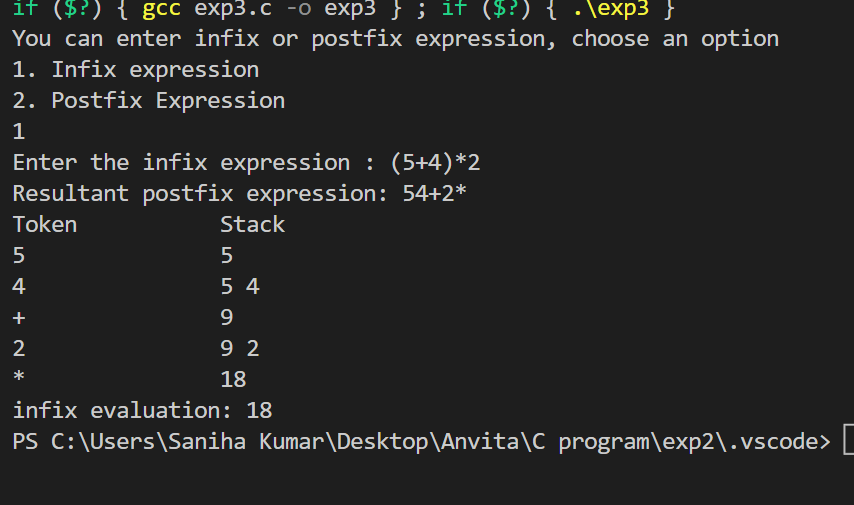 if ($?) { gcc exp3.c -o exp3 } ; if ($?) { .\exp3 }
You can enter infix or postfix expression, choose an option
1. Infix expression
2. Postfix Expression
1
Enter the infix expression : (5+4)*2
Resultant postfix expression: 54+2*
Token           Stack
5               5
4               5 4
+               9
2               9 2
*               18
infix evaluation: 18
PS C:\Users\Saniha Kumar\Desktop\Anvita\C program\exp2\.vscode>